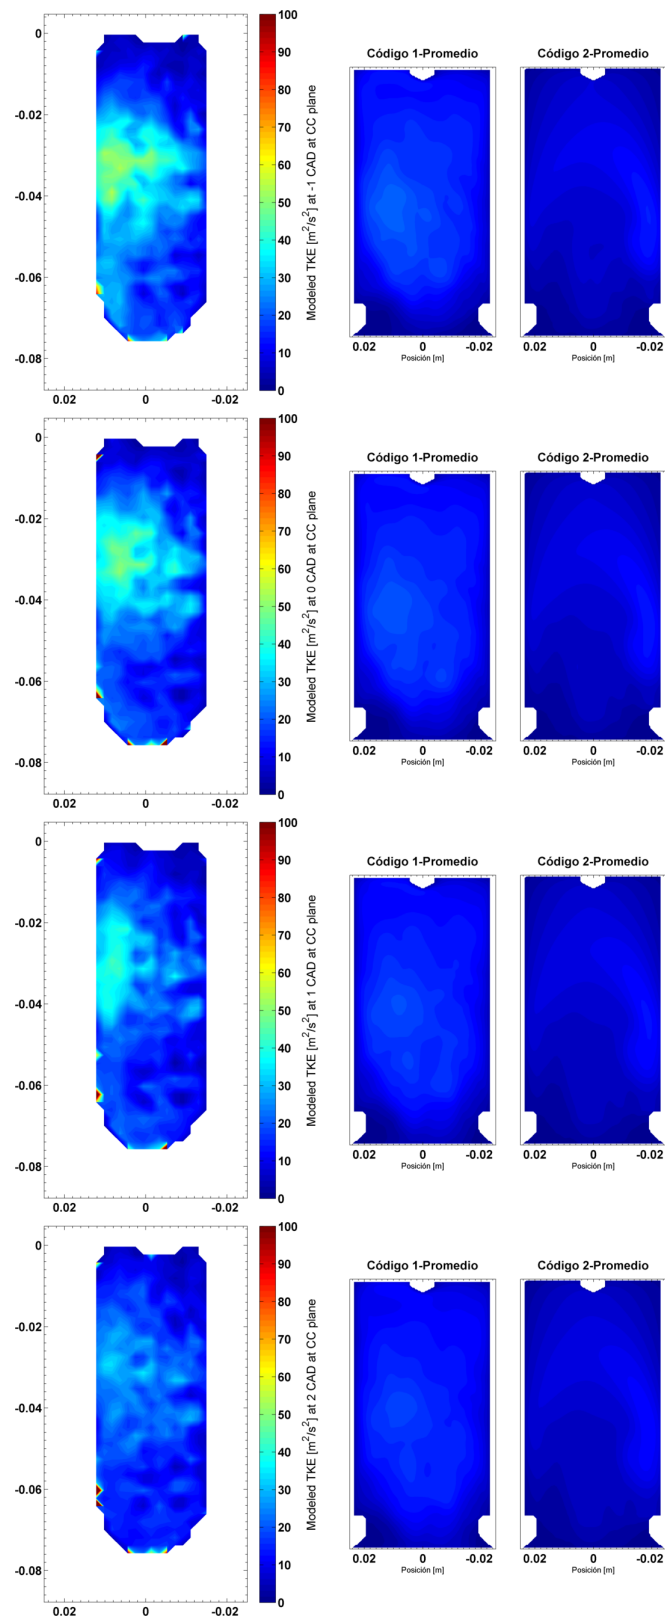 0
-0.02
-0.04
-0.06
-0.08
0.02 0 -0.02
100
90
80
70
60
50
40
30
20
10
0
Modeled TKE [m²/s²] at -1 CAD at CC plane
Código 1-Promedio
0.02 0 -0.02
Posición [m]
Código 2-Promedio
0.02 0 -0.02
Posición [m]
0
-0.02
-0.04
-0.06
-0.08
0.02 0 -0.02
100
90
80
70
60
50
40
30
20
10
0
Modeled TKE [m²/s²] at 0 CAD at CC plane
Código 1-Promedio
0.02 0 -0.02
Posición [m]
Código 2-Promedio
0.02 0 -0.02
Posición [m]
0
-0.02
-0.04
-0.06
-0.08
0.02 0 -0.02
100
90
80
70
60
50
40
30
20
10
0
Modeled TKE [m²/s²] at 1 CAD at CC plane
Código 1-Promedio
0.02 0 -0.02
Posición [m]
Código 2-Promedio
0.02 0 -0.02
Posición [m]
0
-0.02
-0.04
-0.06
-0.08
0.02 0 -0.02
100
90
80
70
60
50
40
30
20
10
0
Modeled TKE [m²/s²] at 2 CAD at CC plane
Código 1-Promedio
0.02 0 -0.02
Posición [m]
Código 2-Promedio
0.02 0 -0.02
Posición [m]